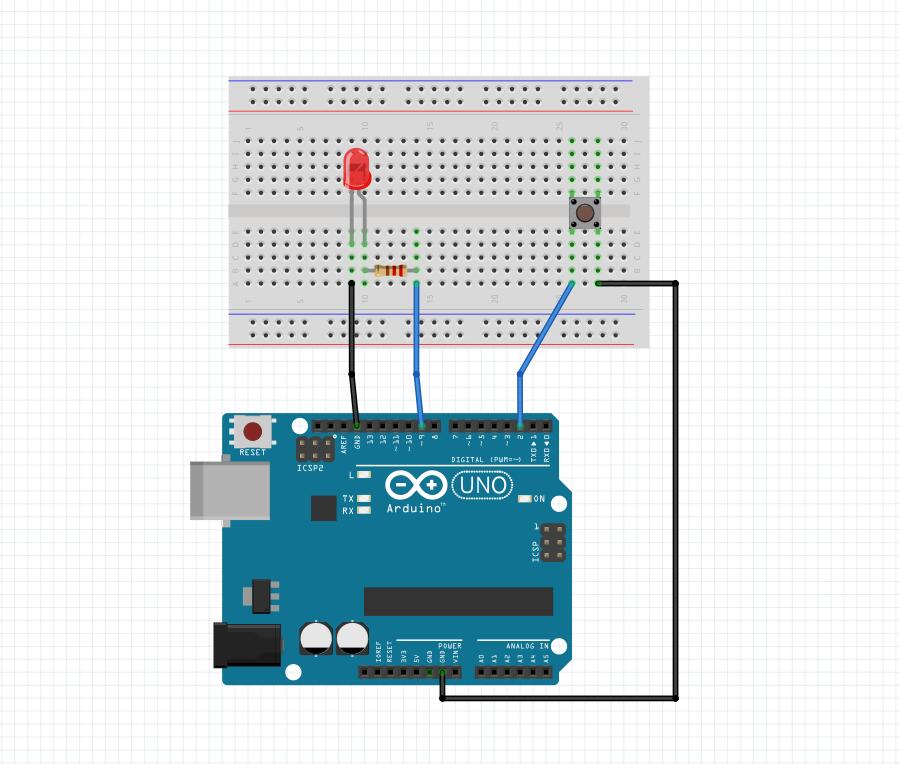 1 5 10 15 20 25 30
J J
I I
H H
G G
F F
E E
D D
C C
B B
A A
1 5 10 15 20 25 30
RESET
ICSP2
AREF
GND
13
12
~11
~10
~9
8
7
~6
~5
4
~3
2
TXD▶1
RXD◀0
DIGITAL (PWM=~)
L
TX
RX
Arduino™
UNO
ON
1
ICSP
POWER
ANALOG IN
IOREF
RESET
3V3
5V
GND
GND
VIN
A0
A1
A2
A3
A4
A5